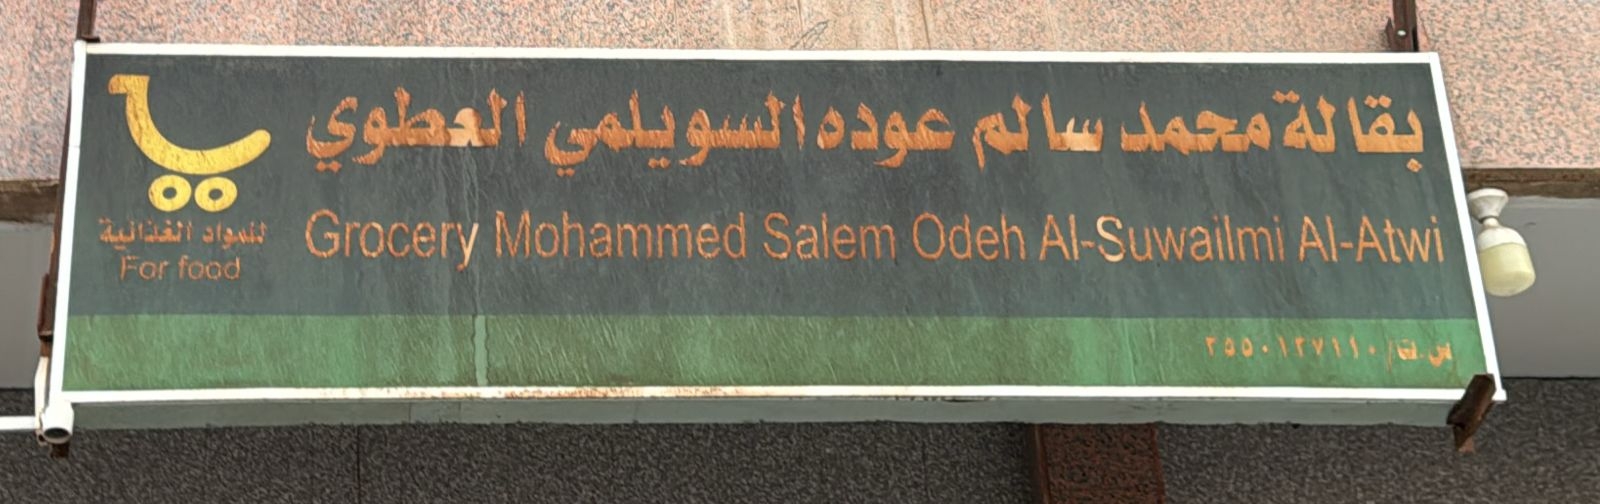 بقالة محمد سالم عوده السويلمي العطوي
Grocery Mohammed Salem Odeh Al-Suwailmi Al-Atwi
للمواد الغذائية
For food
س.ت/ ٢٥٥٠١٢٧١١٠